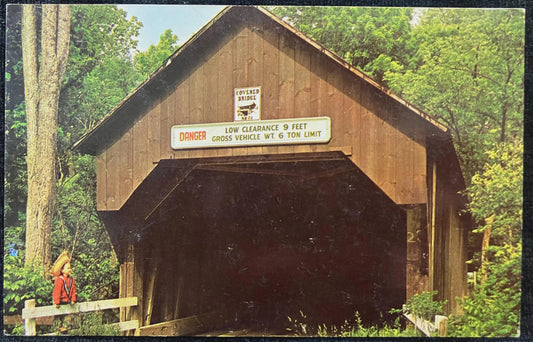 COVERED
BRIDGE
DANGER
LOW CLEARANCE 9 FEET
GROSS VEHICLE WT. 6 TON LIMIT